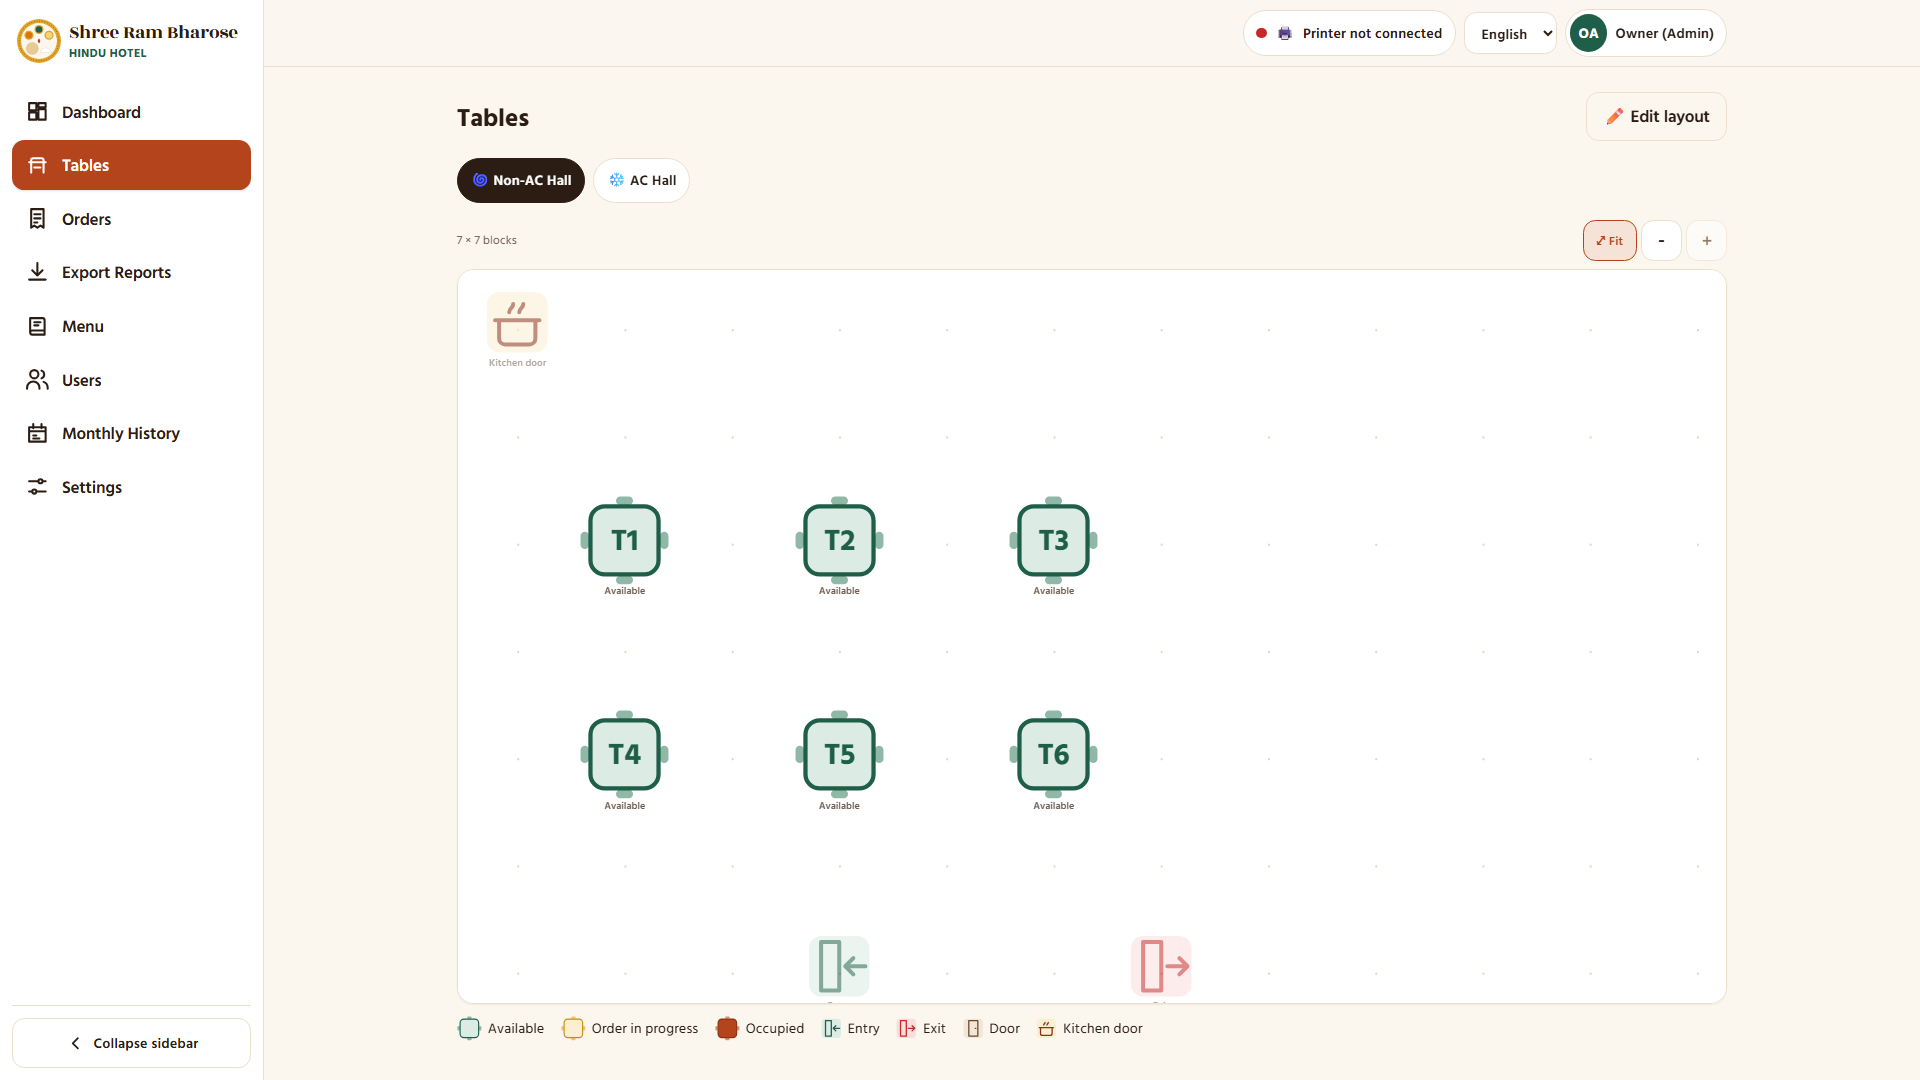 Shree Ram Bharose
HINDU HOTEL
Printer not connected
English
OA
Owner (Admin)
Dashboard
Tables
Orders
Export Reports
Menu
Users
Monthly History
Settings
Collapse sidebar
Tables
Edit layout
Non-AC Hall
AC Hall
7 × 7 blocks
Fit
-
+
Kitchen door
T1
T2
T3
Available
Available
Available
T4
T5
T6
Available
Available
Available
Available
Order in progress
Occupied
Entry
Exit
Door
Kitchen door